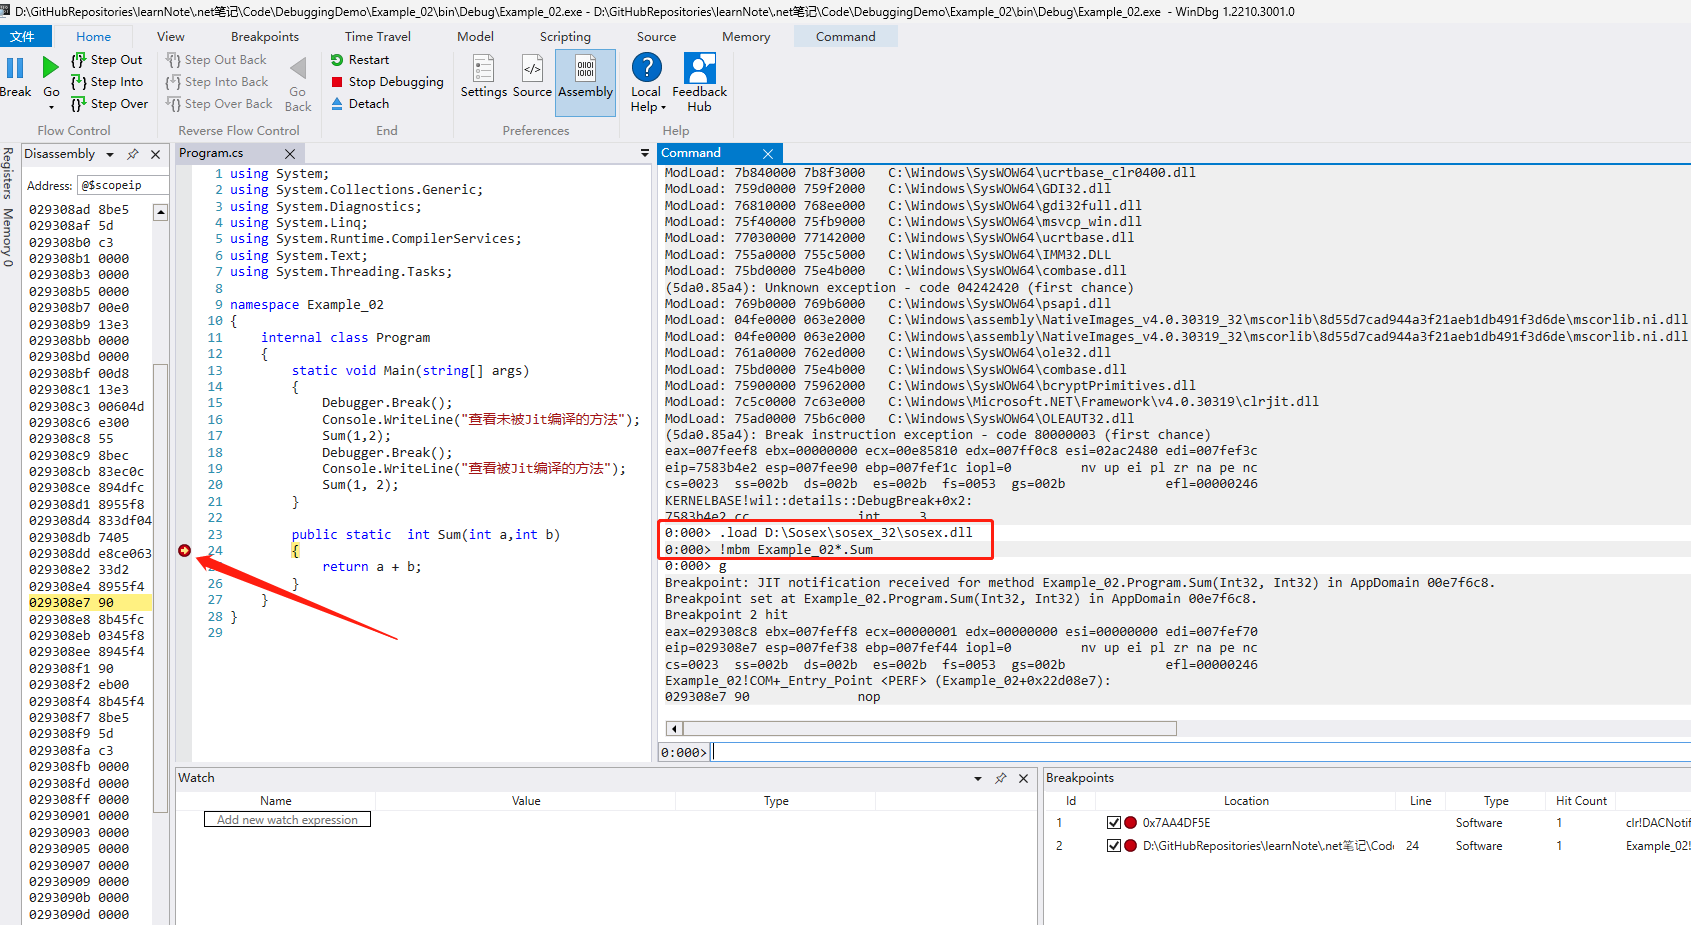 D:\GitHubRepositories\learnNote\.net笔记\Code\DebuggingDemo\Example_02\bin\Debug\Example_02.exe - D:\GitHubRepositories\learnNote\.net笔记\Code\DebuggingDemo\Example_02\bin\Debug\Example_02.exe - WinDbg 1.2210.3001.0
文件 Home View Breakpoints Time Travel Model Scripting Source Memory Command
Break
Go
Step Out
Step Into
Step Over
Flow Control
Step Out Back
Step Into Back
Step Over Back
Go Back
Reverse Flow Control
Restart
Stop Debugging
Detach
End
Settings Source Assembly
Preferences
Local Help
Feedback Hub
Help
Registers
Memory 0
Disassembly
Address: @$scopeip
029308ad 8be5
029308af 5d
029308b0 c3
029308b1 0000
029308b3 0000
029308b5 0000
029308b7 00e0
029308b9 13e3
029308bb 0000
029308bd 0000
029308bf 00d8
029308c1 13e3
029308c3 00604d
029308c6 e300
029308c8 55
029308c9 8bec
029308cb 83ec0c
029308ce 894dfc
029308d1 8955f8
029308d4 833df04
029308db 7405
029308dd e8ce063
029308e2 33d2
029308e4 8955f4
029308e7 90
029308e8 8b45fc
029308eb 0345f8
029308ee 8945f4
029308f1 90
029308f2 eb00
029308f4 8b45f4
029308f7 8be5
029308f9 5d
029308fa c3
029308fb 0000
029308fd 0000
029308ff 0000
02930901 0000
02930903 0000
02930905 0000
02930907 0000
02930909 0000
0293090b 0000
0293090d 0000
Program.cs
1 using System;
2 using System.Collections.Generic;
3 using System.Diagnostics;
4 using System.Linq;
5 using System.Runtime.CompilerServices;
6 using System.Text;
7 using System.Threading.Tasks;
8
9 namespace Example_02
10 {
11 internal class Program
12 {
13 static void Main(string[] args)
14 {
15 Debugger.Break();
16 Console.WriteLine("查看未被Jit编译的方法");
17 Sum(1,2);
18 Debugger.Break();
19 Console.WriteLine("查看被Jit编译的方法");
20 Sum(1, 2);
21 }
22
23 public static int Sum(int a,int b)
24 {
return a + b;
26 }
27 }
28 }
29
Command
ModLoad: 7b840000 7b8f3000 C:\Windows\SysWOW64\ucrtbase_clr0400.dll
ModLoad: 759d0000 759f2000 C:\Windows\SysWOW64\GDI32.dll
ModLoad: 76810000 768ee000 C:\Windows\SysWOW64\gdi32full.dll
ModLoad: 75f40000 75fb9000 C:\Windows\SysWOW64\msvcp_win.dll
ModLoad: 77030000 77142000 C:\Windows\SysWOW64\ucrtbase.dll
ModLoad: 755a0000 755c5000 C:\Windows\SysWOW64\IMM32.DLL
ModLoad: 75bd0000 75e4b000 C:\Windows\SysWOW64\combase.dll
(5da0.85a4): Unknown exception - code 04242420 (first chance)
ModLoad: 769b0000 769b6000 C:\Windows\SysWOW64\psapi.dll
ModLoad: 04fe0000 063e2000 C:\Windows\assembly\NativeImages_v4.0.30319_32\mscorlib\8d55d7cad944a3f21aeb1db491f3d6de\mscorlib.ni.dll
ModLoad: 04fe0000 063e2000 C:\Windows\assembly\NativeImages_v4.0.30319_32\mscorlib\8d55d7cad944a3f21aeb1db491f3d6de\mscorlib.ni.dll
ModLoad: 761a0000 762ed000 C:\Windows\SysWOW64\ole32.dll
ModLoad: 75bd0000 75e4b000 C:\Windows\SysWOW64\combase.dll
ModLoad: 75900000 75962000 C:\Windows\SysWOW64\bcryptPrimitives.dll
ModLoad: 7c5c0000 7c63e000 C:\Windows\Microsoft.NET\Framework\v4.0.30319\clrjit.dll
ModLoad: 75ad0000 75b6c000 C:\Windows\SysWOW64\OLEAUT32.dll
(5da0.85a4): Break instruction exception - code 80000003 (first chance)
eax=007feef8 ebx=00000000 ecx=00e85810 edx=007ff0c8 esi=02ac2480 edi=007fef3c
eip=7583b4e2 esp=007fee90 ebp=007fef1c iopl=0 nv up ei pl zr na pe nc
cs=0023 ss=002b ds=002b es=002b fs=0053 gs=002b efl=00000246
KERNELBASE!wil::details::DebugBreak+0x2:
7583b4e2 cc int 3
0:000> .load D:\Sosex\sosex_32\sosex.dll
0:000> !mbm Example_02*.Sum
0:000> g
Breakpoint: JIT notification received for method Example_02.Program.Sum(Int32, Int32) in AppDomain 00e7f6c8.
Breakpoint set at Example_02.Program.Sum(Int32, Int32) in AppDomain 00e7f6c8.
Breakpoint 2 hit
eax=029308c8 ebx=007feff8 ecx=00000001 edx=00000000 esi=00000000 edi=007fef70
eip=029308e7 esp=007fef38 ebp=007fef44 iopl=0 nv up ei pl zr na pe nc
cs=0023 ss=002b ds=002b es=002b fs=0053 gs=002b efl=00000246
Example_02!COM+_Entry_Point <PERF> (Example_02+0x22d08e7):
029308e7 90 nop
0:000>
Watch
Name Value Type
Add new watch expression
Breakpoints
Id Location Line Type Hit Count
1 0x7AA4DF5E Software 1 clr!DACNotif
2 D:\GitHubRepositories\learnNote\.net笔记\Code 24 Software 1 Example_02!